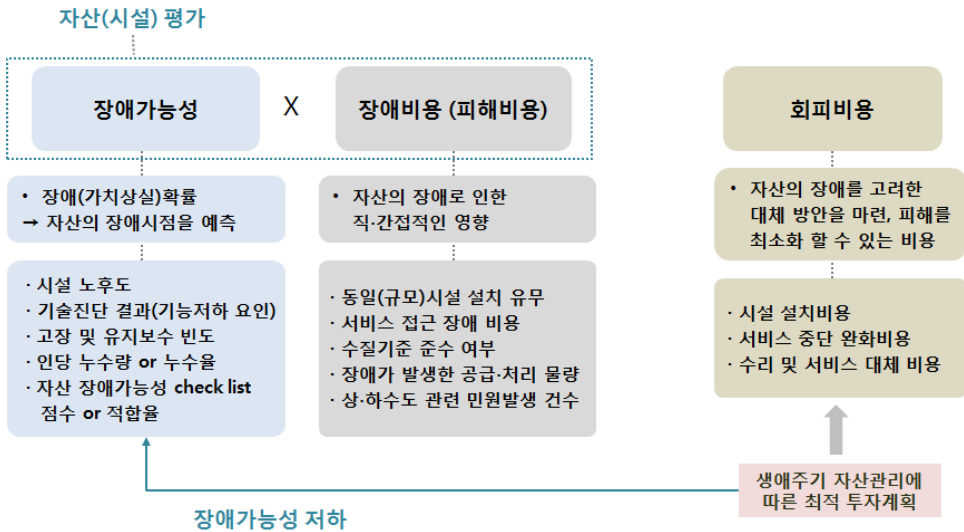 자산(시설) 평가
장애가능성
X
장애비용 (피해비용)
회피비용
• 장애(가치상실)확률
→ 자산의 장애시점을 예측
• 자산의 장애로 인한
직·간접적인 영향
• 자산의 장애를 고려한
대체 방안을 마련, 피해를
최소화 할 수 있는 비용
· 시설 노후도
· 기술진단 결과(기능저하 요인)
· 고장 및 유지보수 빈도
· 인당 누수량 or 누수율
· 자산 장애가능성 check list
점수 or 적합율
· 동일(규모)시설 설치 유무
· 서비스 접근 장애 비용
· 수질기준 준수 여부
· 장애가 발생한 공급·처리 물량
· 상·하수도 관련 민원발생 건수
· 시설 설치비용
· 서비스 중단 완화비용
· 수리 및 서비스 대체 비용
생애주기 자산관리에
따른 최적 투자계획
장애가능성 저하